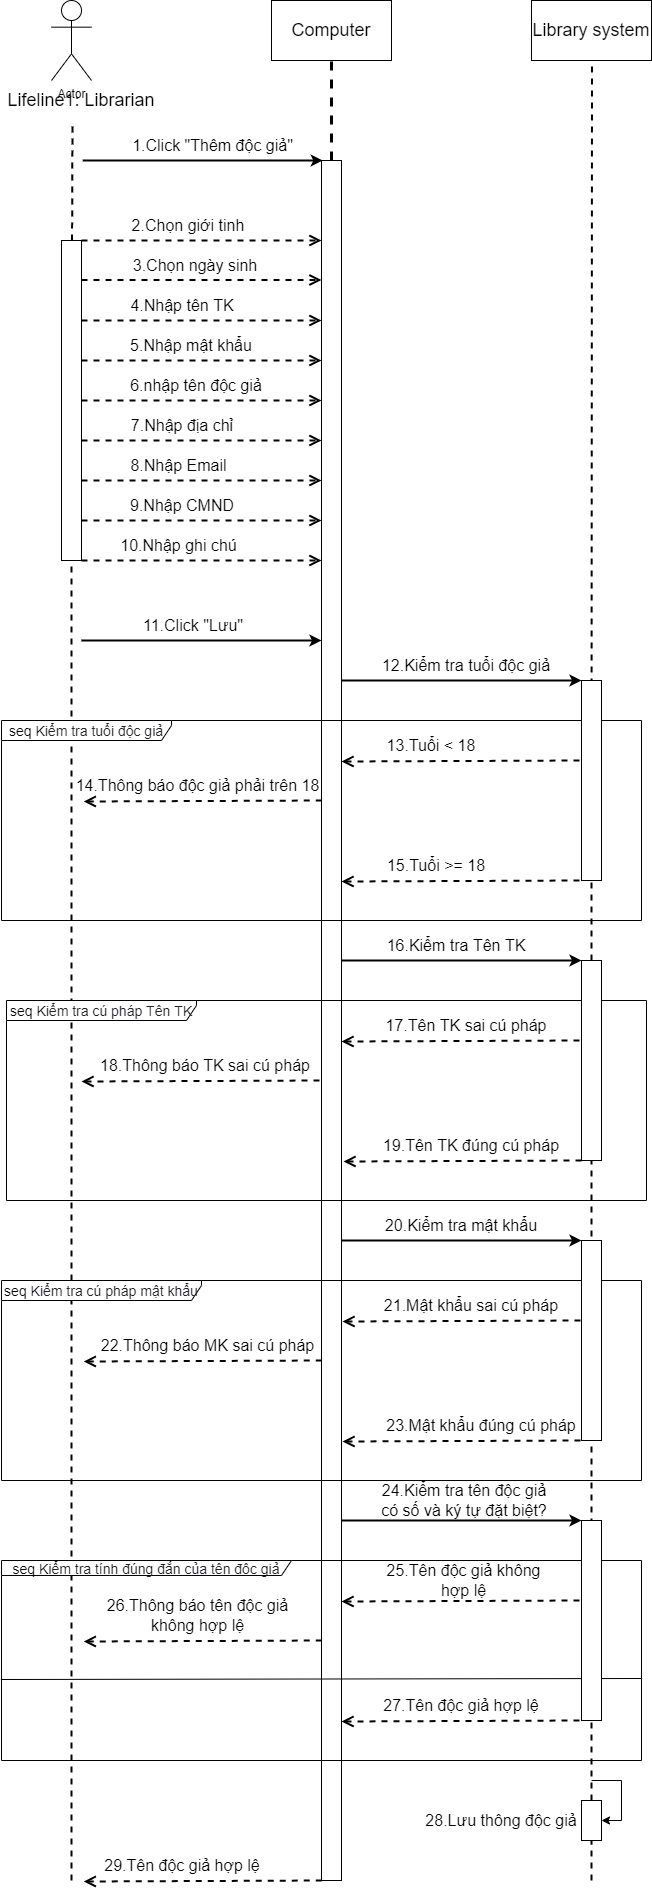 Computer
Library system
Actor
Lifeline1: Librarian
1.Click "Thêm độc giả"
2.Chọn giới tinh
3.Chọn ngày sinh
4.Nhập tên TK
5.Nhập mật khẩu
6.nhập tên độc giả
7.Nhập địa chỉ
8.Nhập Email
9.Nhập CMND
10.Nhập ghi chú
11.Click "Lưu"
12.Kiểm tra tuổi độc giả
seq Kiểm tra tuổi độc giả
13.Tuổi < 18
14.Thông báo độc giả phải trên 18
15.Tuổi >= 18
16.Kiểm tra Tên TK
seq Kiểm tra cú pháp Tên TK
17.Tên TK sai cú pháp
18.Thông báo TK sai cú pháp
19.Tên TK đúng cú pháp
20.Kiểm tra mật khẩu
seq Kiểm tra cú pháp mật khẩu
21.Mật khẩu sai cú pháp
22.Thông báo MK sai cú pháp
23.Mật khẩu đúng cú pháp
24.Kiểm tra tên độc giả
có số và ký tự đặt biệt?
seq Kiểm tra tính đúng đắn của tên đôc giả
25.Tên độc giả không
hợp lệ
26.Thông báo tên độc giả
không hợp lệ
27.Tên độc giả hợp lệ
28.Lưu thông độc giả
29.Tên độc giả hợp lệ